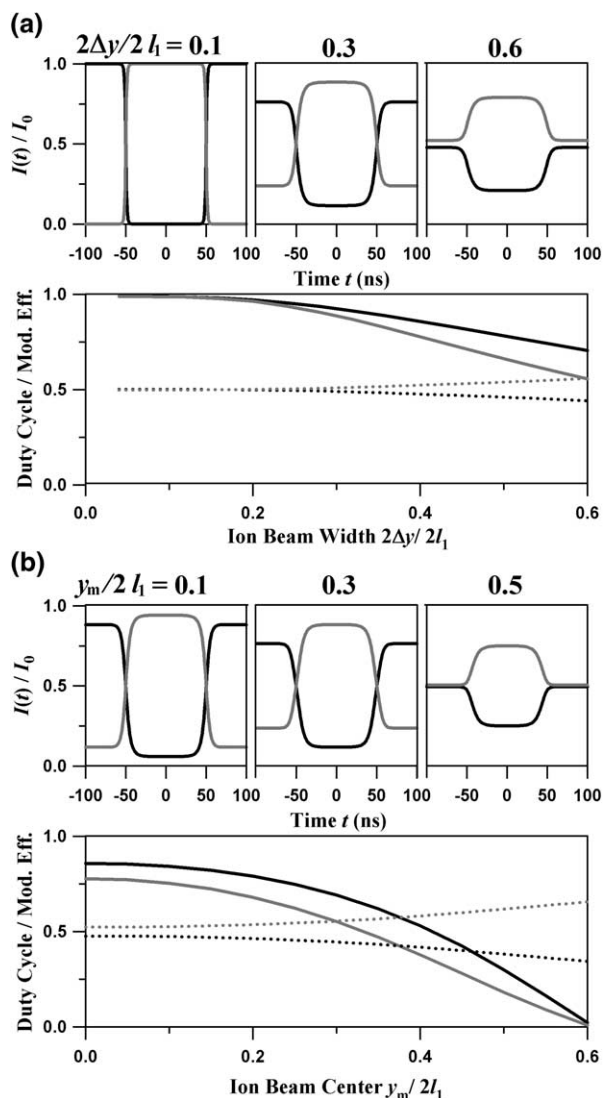 (a)
2Δy/2 l₁ = 0.1 0.3 0.6
1.0
0.5
0.0
I(t) / I₀
-100 -50 0 50 100 -50 0 50 100 -50 0 50 100
Time t (ns)
1.0
0.5
0.0
Duty Cycle / Mod. Eff.
0.0 0.2 0.4 0.6
Ion Beam Width 2Δy/ 2l₁
(b)
yₘ/2 l₁ = 0.1 0.3 0.5
1.0
0.5
0.0
I(t) / I₀
-100 -50 0 50 100 -50 0 50 100 -50 0 50 100
Time t (ns)
1.0
0.5
0.0
Duty Cycle / Mod. Eff.
0.0 0.2 0.4 0.6
Ion Beam Center yₘ/ 2l₁